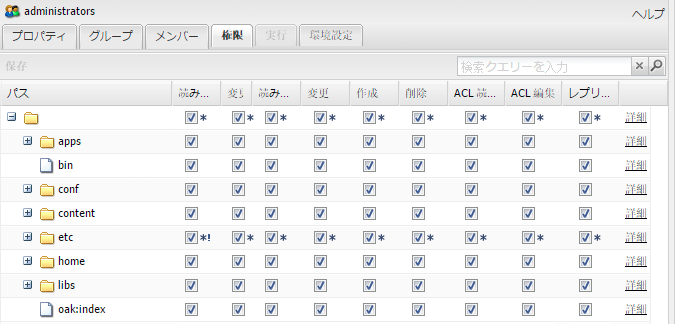 administrators
ヘルプ
プロパティ グループ メンバー 権限 実行 環境設定
保存 検索クエリーを入力
パス 読み... 変更 読み... 変更 作成 削除 ACL 読... ACL 編集 レプリ...
* * * * * * * * * 詳細
apps 詳細
bin 詳細
conf 詳細
content 詳細
etc *! * * * * * * * * 詳細
home 詳細
libs 詳細
oak:index 詳細